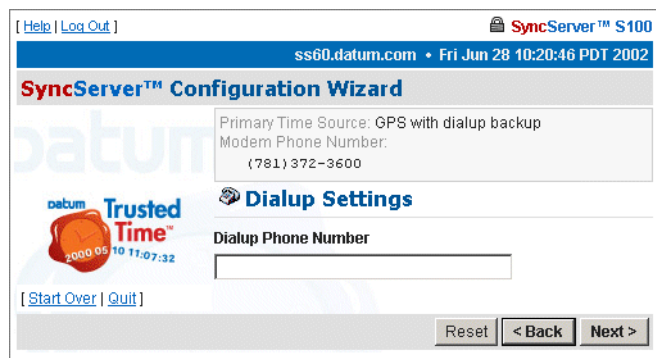 [ Help | Log Out ]
SyncServer™ S100
ss60.datum.com • Fri Jun 28 10:20:46 PDT 2002
SyncServer™ Configuration Wizard
Datum
Primary Time Source: GPS with dialup backup
Modem Phone Number:
(781)372-3600
Datum Trusted Time™
2000 05 10 11:07:32
Dialup Settings
Dialup Phone Number
[ Start Over | Quit ]
Reset
< Back
Next >